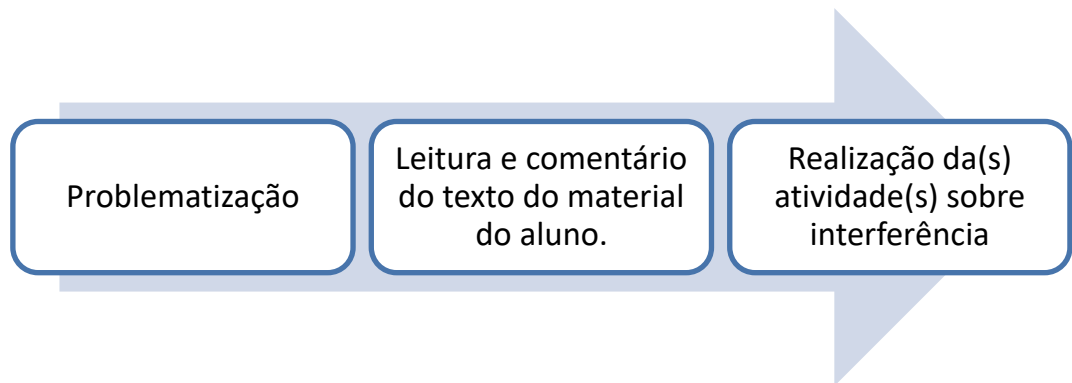 Problematização
Leitura e comentário
do texto do material
do aluno.
Realização da(s)
atividade(s) sobre
interferência